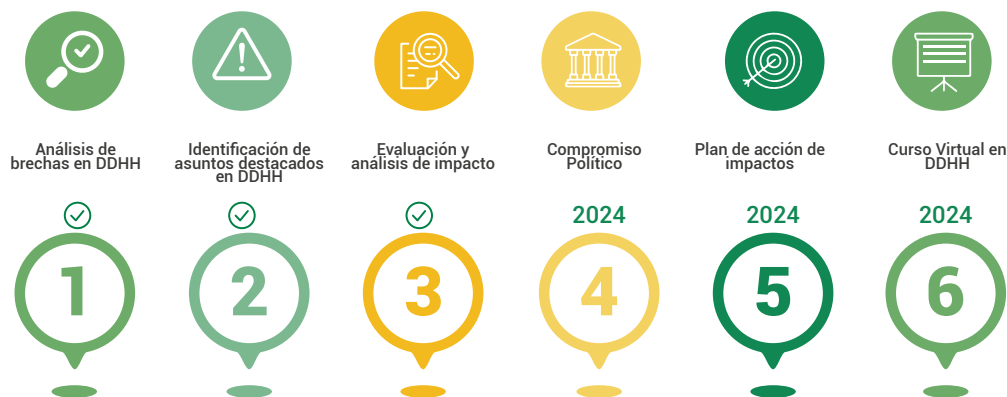 Análisis de
brechas en DDHH
Identificación de
asuntos destacados
en DDHH
Evaluación y
análisis de impacto
Compromiso
Político
Plan de acción de
impactos
Curso Virtual en
DDHH
2024
2024
2024
1
2
3
4
5
6